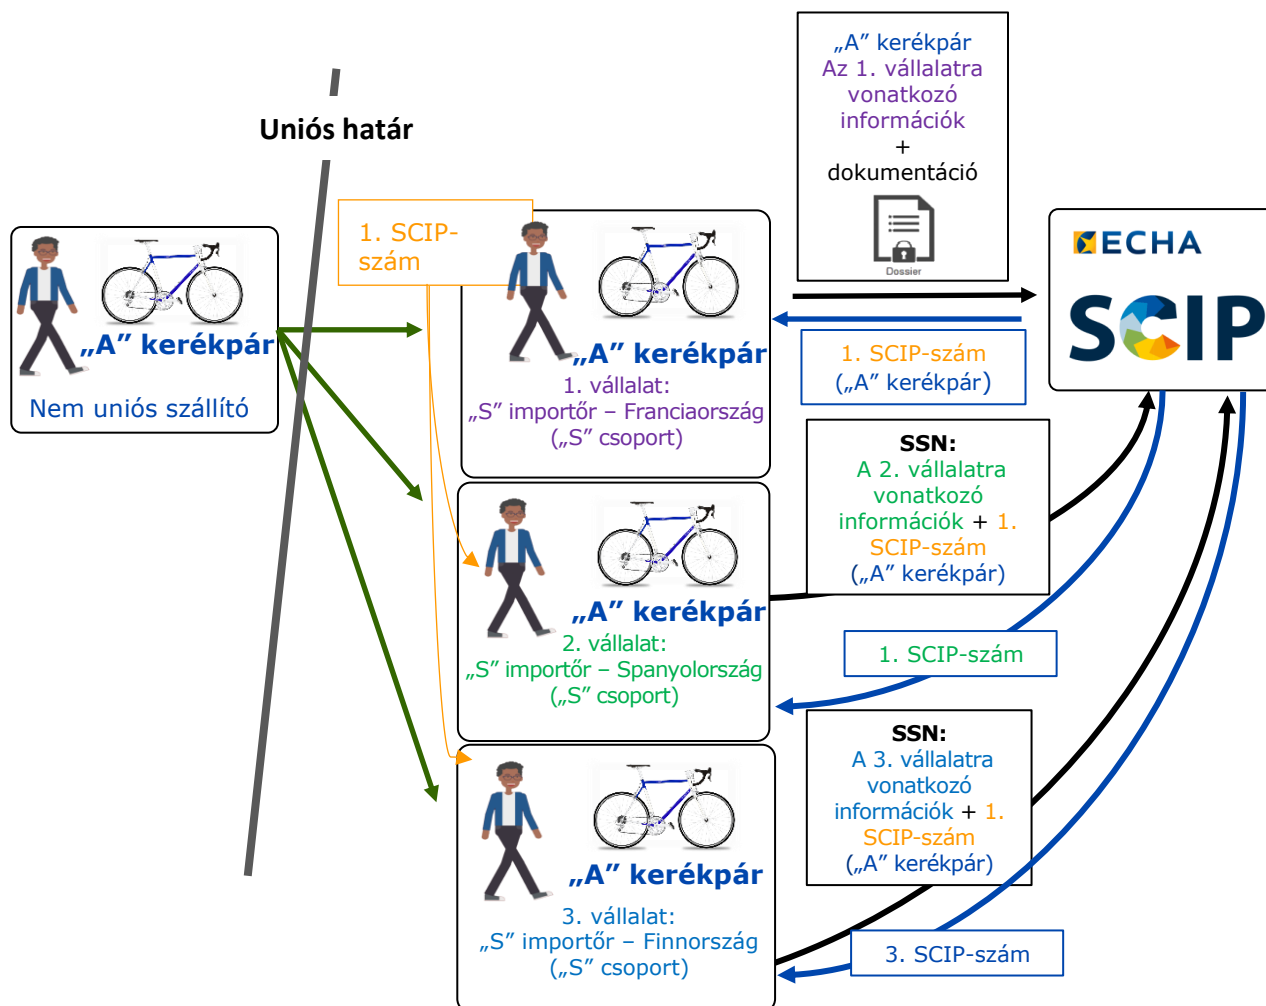 „A” kerékpár
Az 1. vállalatra
vonatkozó
információk
+
dokumentáció
Dossier
Uniós határ
1. SCIP-
szám
„A” kerékpár
Nem uniós szállító
„A” kerékpár
1. vállalat:
„S” importőr – Franciaország
(„S” csoport)
ECHA
SCIP
1. SCIP-szám
(„A” kerékpár)
SSN:
A 2. vállalatra
vonatkozó
információk + 1.
SCIP-szám
(„A” kerékpár)
„A” kerékpár
2. vállalat:
„S” importőr – Spanyolország
(„S” csoport)
1. SCIP-szám
SSN:
A 3. vállalatra
vonatkozó
információk + 1.
SCIP-szám
(„A” kerékpár)
„A” kerékpár
3. vállalat:
„S” importőr – Finnország
(„S” csoport)
3. SCIP-szám